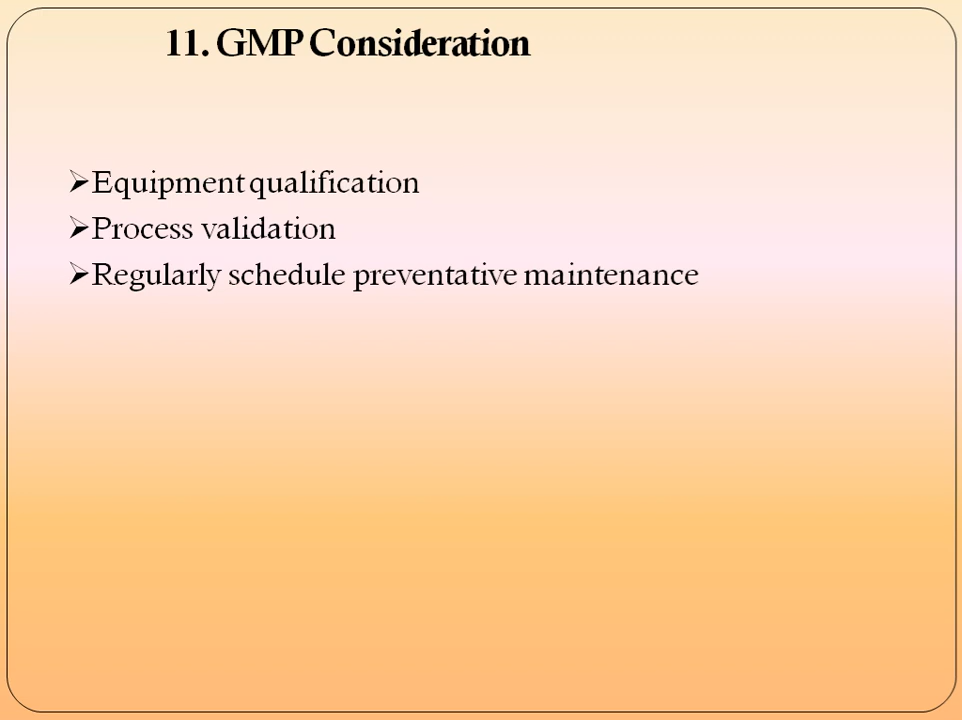 11. GMP Consideration
➢Equipment qualification
➢Process validation
➢Regularly schedule preventative maintenance